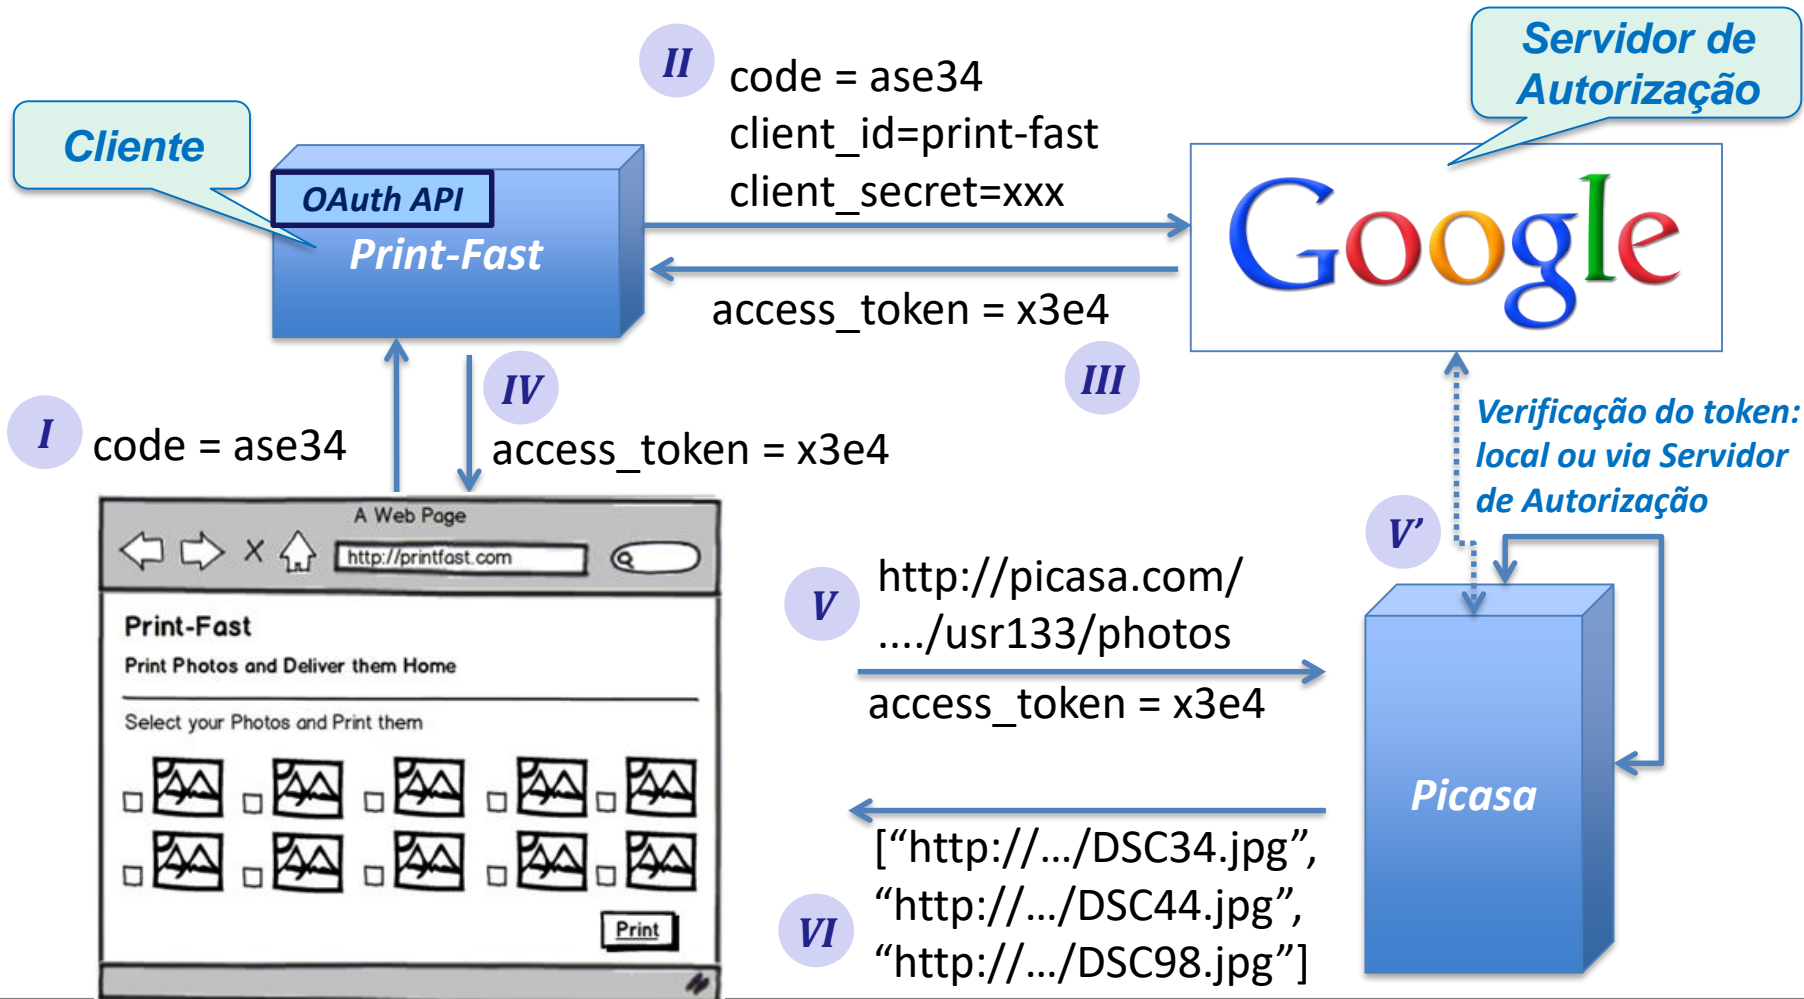 II
code = ase34
client_id=print-fast
client_secret=xxx
Servidor de
Autorização
Cliente
OAuth API
Print-Fast
Google
access_token = x3e4
III
IV
I
code = ase34
access_token = x3e4
Verificação do token:
local ou via Servidor
de Autorização
V’
A Web Page
http://printfast.com
Print-Fast
Print Photos and Deliver them Home
Select your Photos and Print them
Print
V
http://picasa.com/
..../usr133/photos
access_token = x3e4
Picasa
VI
[“http://.../DSC34.jpg”,
“http://.../DSC44.jpg”,
“http://.../DSC98.jpg”]